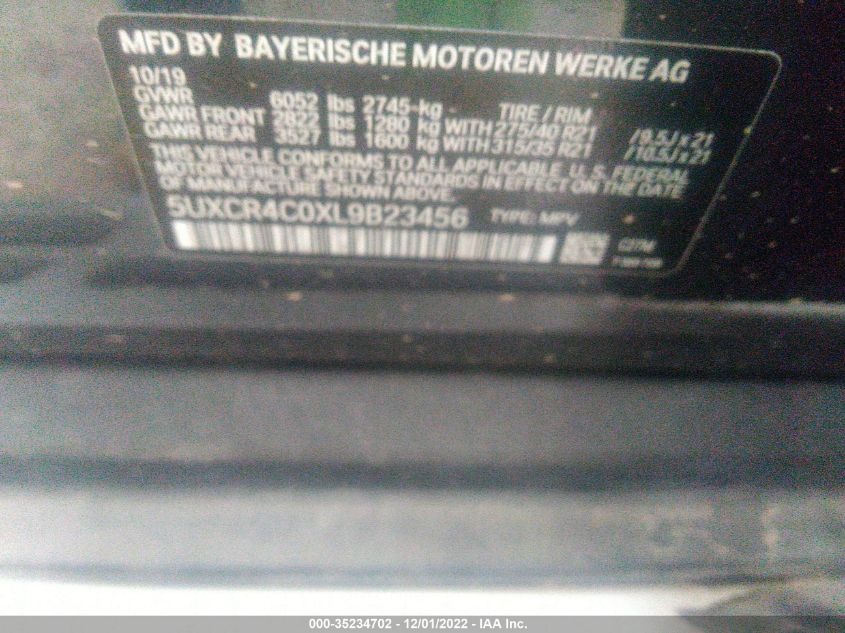 MFD BY BAYERISCHE MOTOREN WERKE AG
10/19
GVWR 6052 lbs 2745 kg TIRE / RIM
GAWR FRONT 2822 lbs 1280 kg WITH 275/40 R21 /9.5J x 21
GAWR REAR 3527 lbs 1600 kg WITH 315/35 R21 /10.5J x 21
THIS VEHICLE CONFORMS TO ALL APPLICABLE U. S. FEDERAL
MOTOR VEHICLE SAFETY STANDARDS IN EFFECT ON THE DATE
OF MANUFACTURE SHOWN ABOVE.
5UXCR4C0XL9B23456 TYPE: MPV
000-35234702 - 12/01/2022 - IAA Inc.